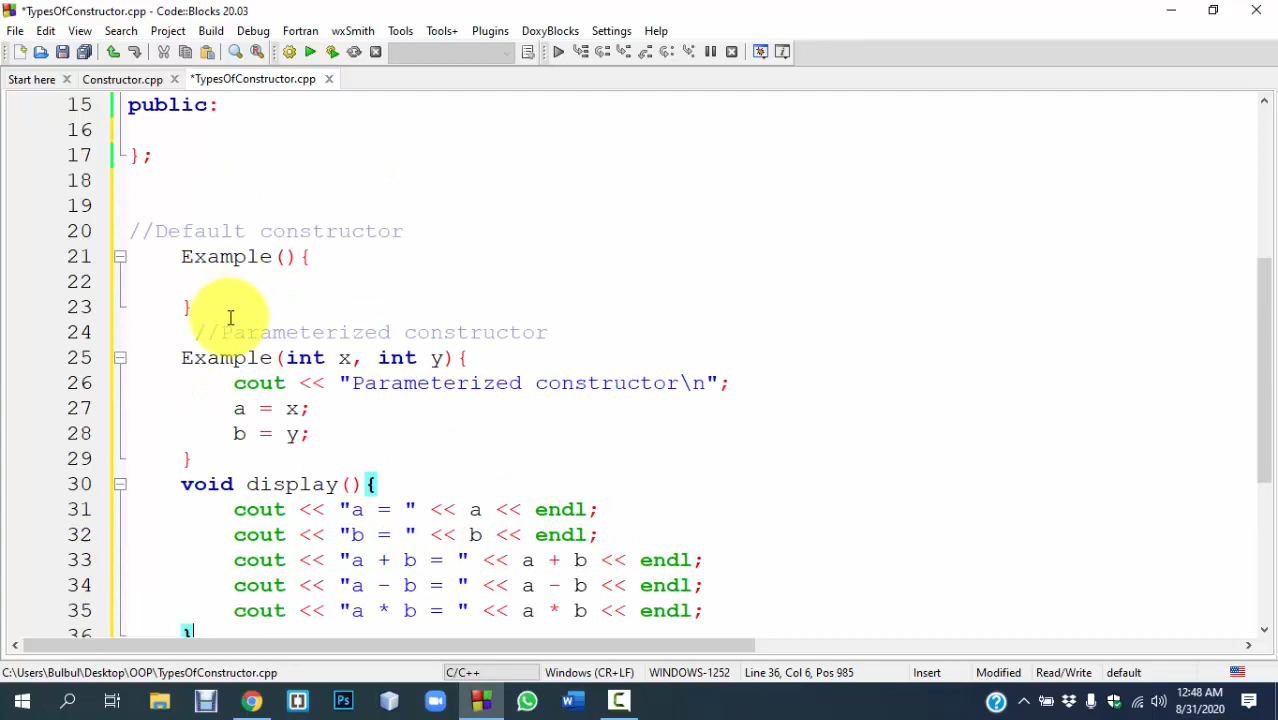 *TypesOfConstructor.cpp - Code::Blocks 20.03
File Edit View Search Project Build Debug Fortran wxSmith Tools Tools+ Plugins DoxyBlocks Settings Help
Start here Constructor.cpp *TypesOfConstructor.cpp
15 public:
16
17 };
18
19
20 //Default constructor
21 Example(){
22
23 }
24 //Parameterized constructor
25 Example(int x, int y){
26 cout << "Parameterized constructor\n";
27 a = x;
28 b = y;
29 }
30 void display(){
31 cout << "a = " << a << endl;
32 cout << "b = " << b << endl;
33 cout << "a + b = " << a + b << endl;
34 cout << "a - b = " << a - b << endl;
35 cout << "a * b = " << a * b << endl;
36 }
C:\Users\Bulbul\Desktop\OOP\TypesOfConstructor.cpp C/C++ Windows (CR+LF) WINDOWS-1252 Line 36, Col 6, Pos 985 Insert Modified Read/Write default
12:48 AM
8/31/2020